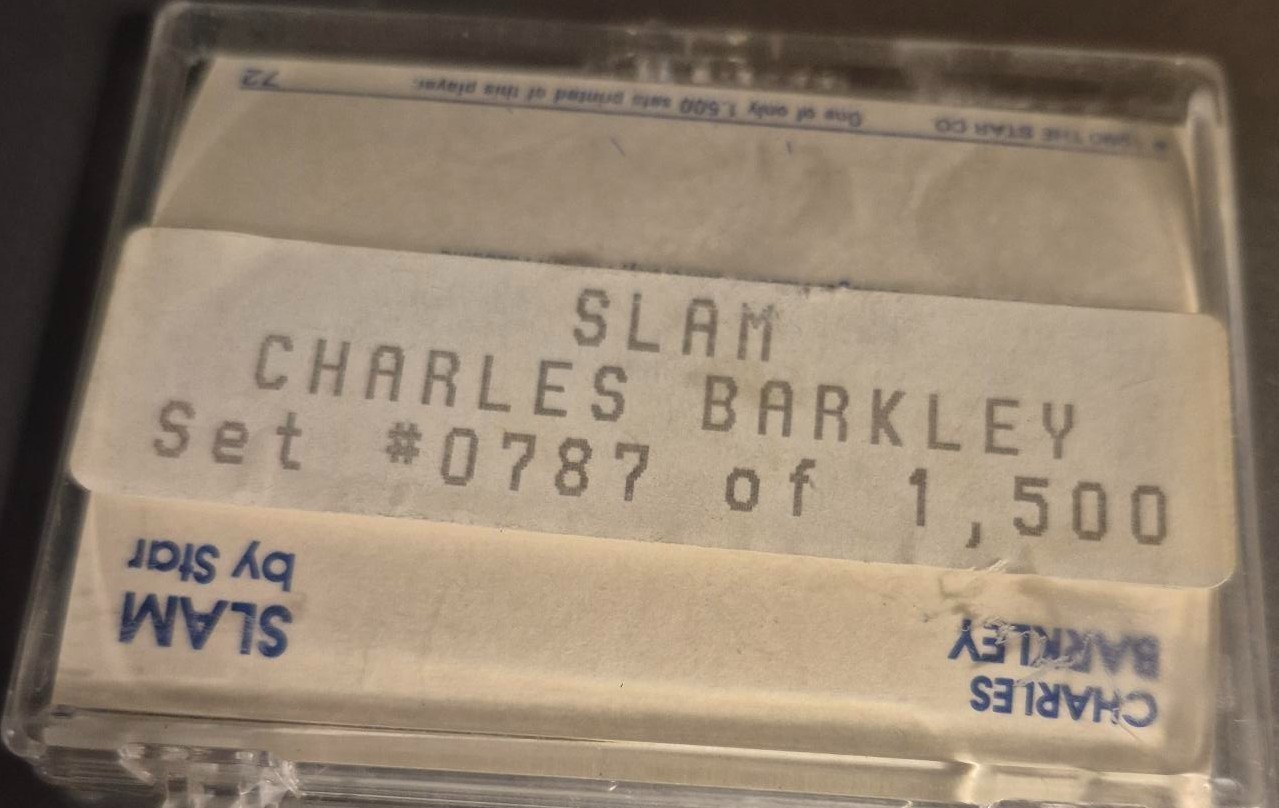 72
One of only 1,500 sets printed of this player.
THE STAR CO
SLAM
CHARLES BARKLEY
Set #0787 of 1,500
SLAM
by Star
CHARLES
BARKLEY